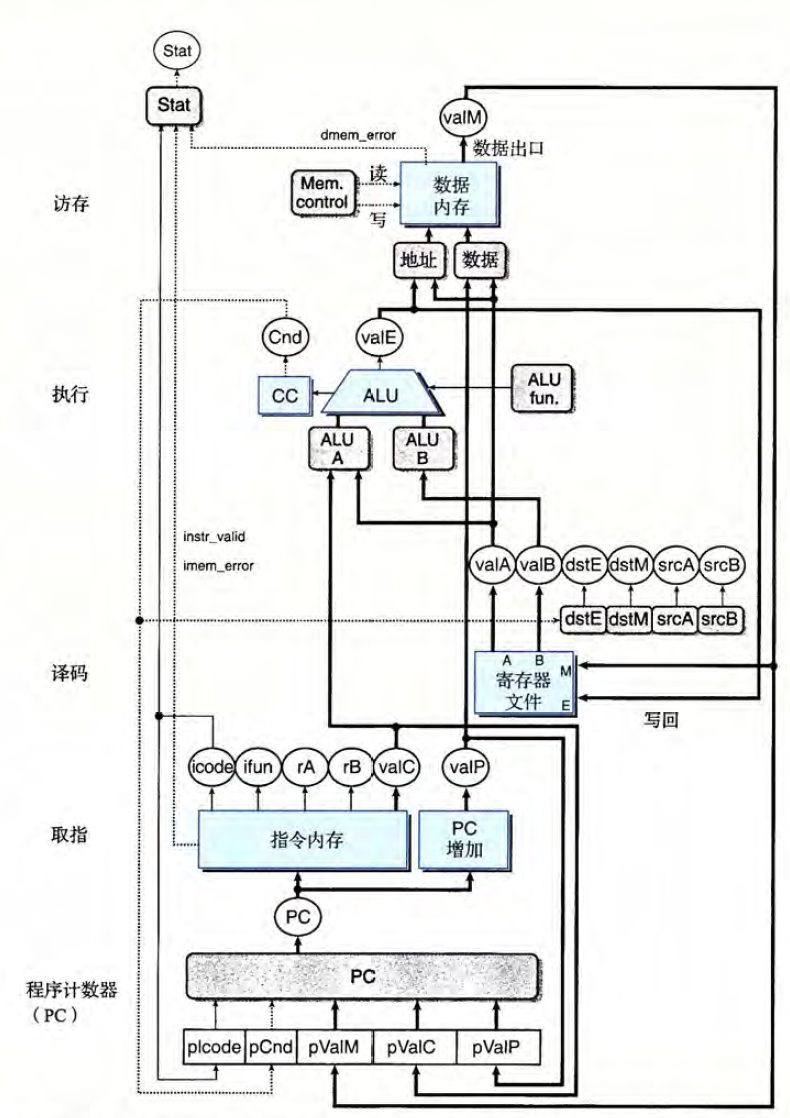 Stat
Stat
valM
dmem_error
数据出口
读
Mem.
control
数据
内存
写
访存
地址
数据
Cnd
valE
CC
ALU
ALU
fun.
执行
ALU
A
ALU
B
instr_valid
imem_error
valA
valB
dstE
dstM
srcA
srcB
dstE
dstM
srcA
srcB
A
B
M
寄存器
文件
E
译码
写回
icode
ifun
rA
rB
valC
valP
取指
指令内存
PC
增加
PC
PC
程序计数器
（PC）
pIcode
pCnd
pValM
pValC
pValP